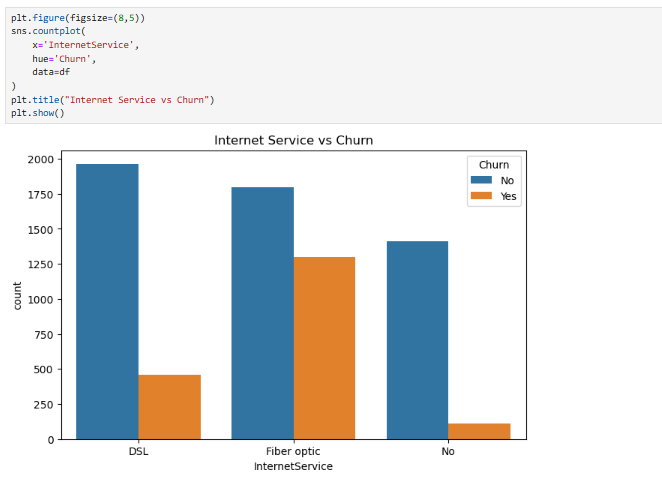 plt.figure(figsize=(8,5))
sns.countplot(
    x='InternetService',
    hue='Churn',
    data=df
)
plt.title("Internet Service vs Churn")
plt.show()
Internet Service vs Churn
Churn
No
Yes
2000
1750
1500
1250
1000
750
500
250
0
count
DSL
Fiber optic
No
InternetService